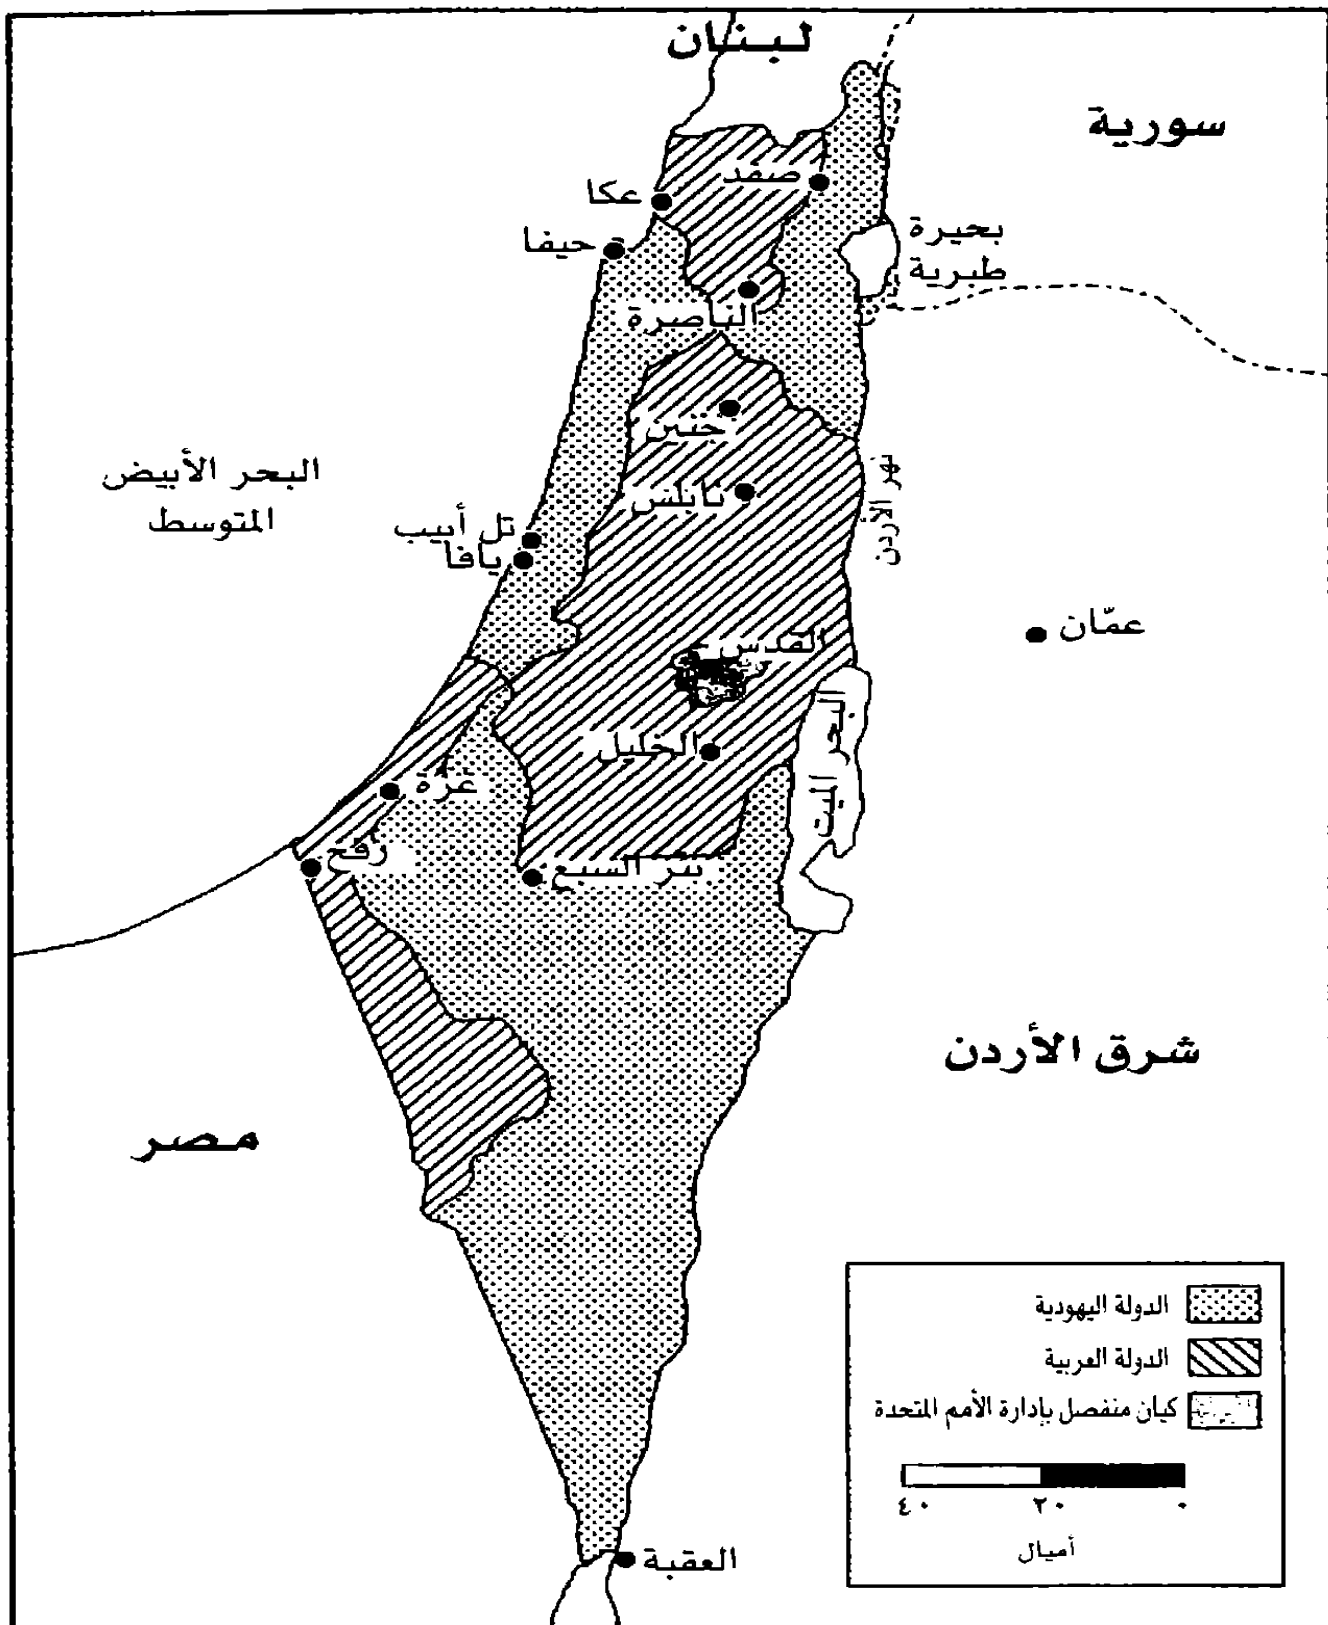 لبنان
سورية
صفد
عكا
حيفا
بحيرة
طبرية
الناصرة
جنين
البحر الأبيض
المتوسط
نابلس
نهر الأردن
تل أبيب
يافا
عمّان
القدس
البحر الميت
الخليل
غزة
رفح
بئر السبع
شرق الأردن
مصر
الدولة اليهودية
الدولة العربية
كيان منفصل بإدارة الأمم المتحدة
٤٠ ٢٠ ٠
أميال
العقبة